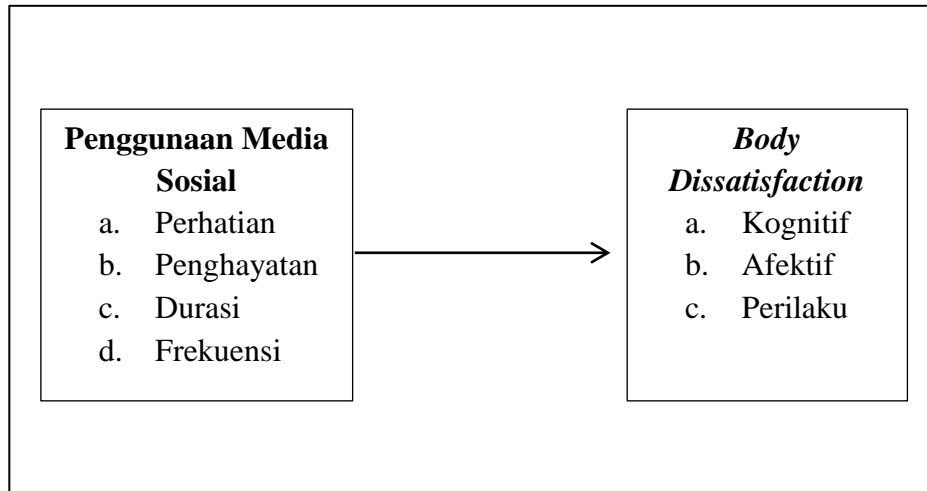 Penggunaan Media
Sosial
a. Perhatian
b. Penghayatan
c. Durasi
d. Frekuensi
Body
Dissatisfaction
a. Kognitif
b. Afektif
c. Perilaku